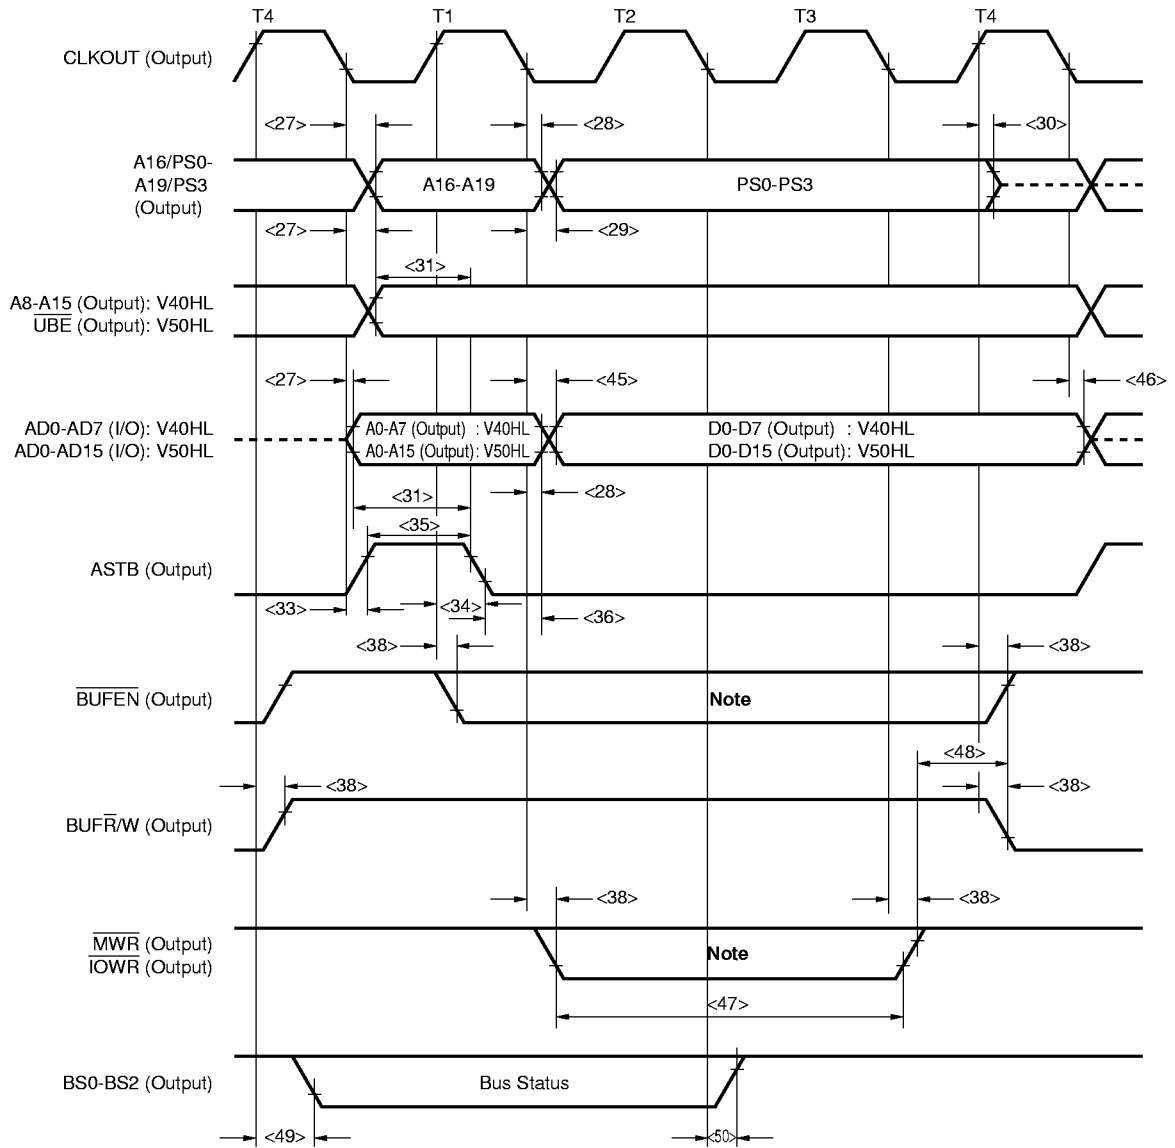 T4 T1 T2 T3 T4
CLKOUT (Output)
<27> <28> <30>
A16/PS0-
A19/PS3
(Output)
A16-A19 PS0-PS3
<27> <29>
<31>
A8-A15 (Output): V40HL
UBE (Output): V50HL
<27> <45> <46>
AD0-AD7 (I/O): V40HL
AD0-AD15 (I/O): V50HL
A0-A7 (Output) : V40HL
A0-A15 (Output): V50HL
D0-D7 (Output) : V40HL
D0-D15 (Output): V50HL
<31> <28>
<35>
ASTB (Output)
<33> <34> <36>
<38> <38>
BUFEN (Output) Note
<48>
<38> <38>
BUFR/W (Output)
<38> <38>
MWR (Output)
IOWR (Output)
Note
<47>
BS0-BS2 (Output) Bus Status
<49> <50>